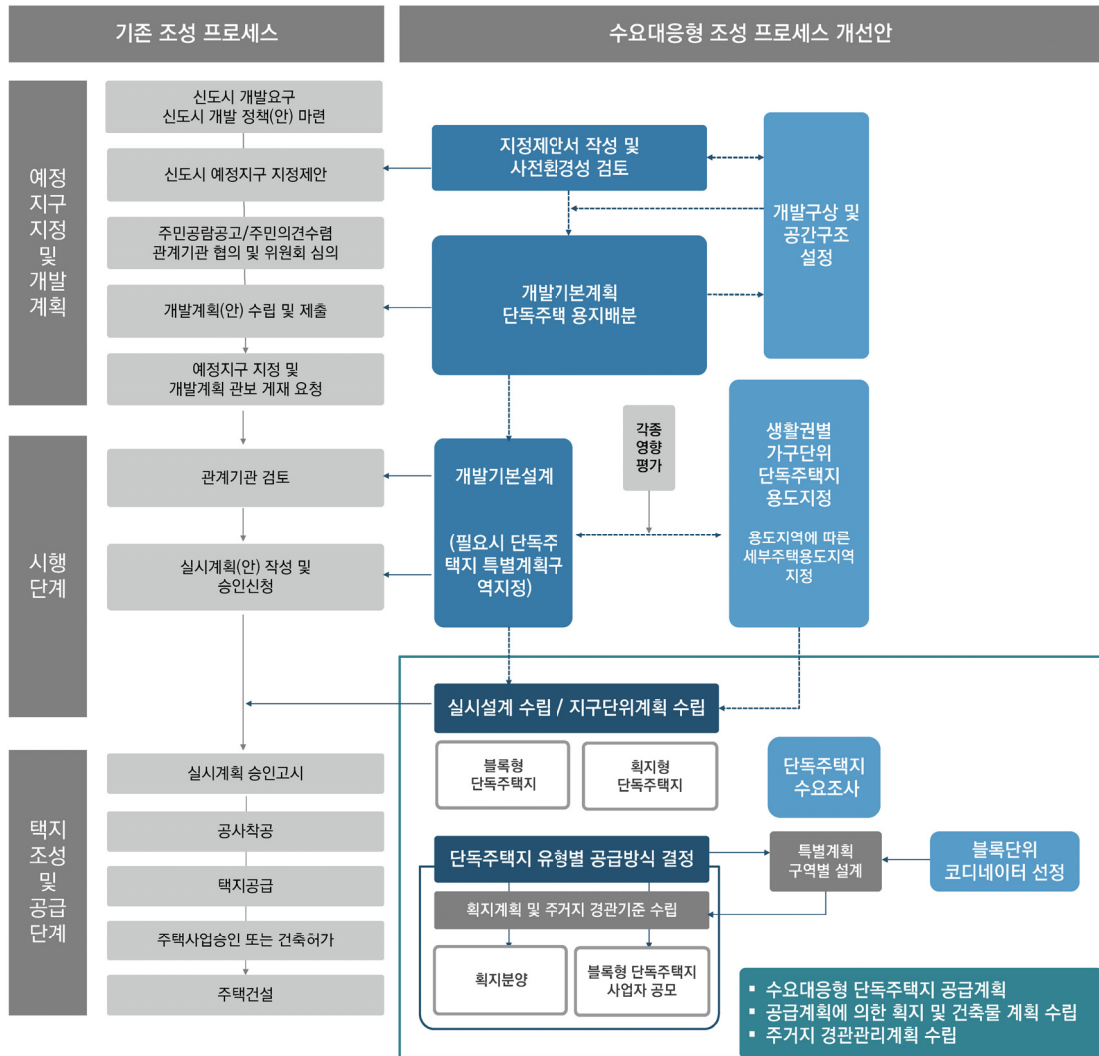 기존 조성 프로세스
수요대응형 조성 프로세스 개선안
예정
지구
지정
및
개발
계획
신도시 개발요구
신도시 개발 정책(안) 마련
신도시 예정지구 지정제안
주민공람공고/주민의견수렴
관계기관 협의 및 위원회 심의
개발계획(안) 수립 및 제출
예정지구 지정 및
개발계획 관보 게재 요청
지정제안서 작성 및
사전환경성 검토
개발기본계획
단독주택 용지배분
개발구상 및
공간구조
설정
시행
단계
관계기관 검토
실시계획(안) 작성 및
승인신청
개발기본설계
(필요시 단독주
택지 특별계획구
역지정)
각종
영향
평가
생활권별
가구단위
단독주택지
용도지정
용도지역에 따른
세부주택용도지역
지정
택지
조성
및
공급
단계
실시계획 승인고시
공사착공
택지공급
주택사업승인 또는 건축허가
주택건설
실시설계 수립 / 지구단위계획 수립
블록형
단독주택지
획지형
단독주택지
단독주택지
수요조사
단독주택지 유형별 공급방식 결정
특별계획
구역별 설계
블록단위
코디네이터 선정
획지계획 및 주거지 경관기준 수립
획지분양
블록형 단독주택지
사업자 공모
▪ 수요대응형 단독주택지 공급계획
▪ 공급계획에 의한 획지 및 건축물 계획 수립
▪ 주거지 경관관리계획 수립